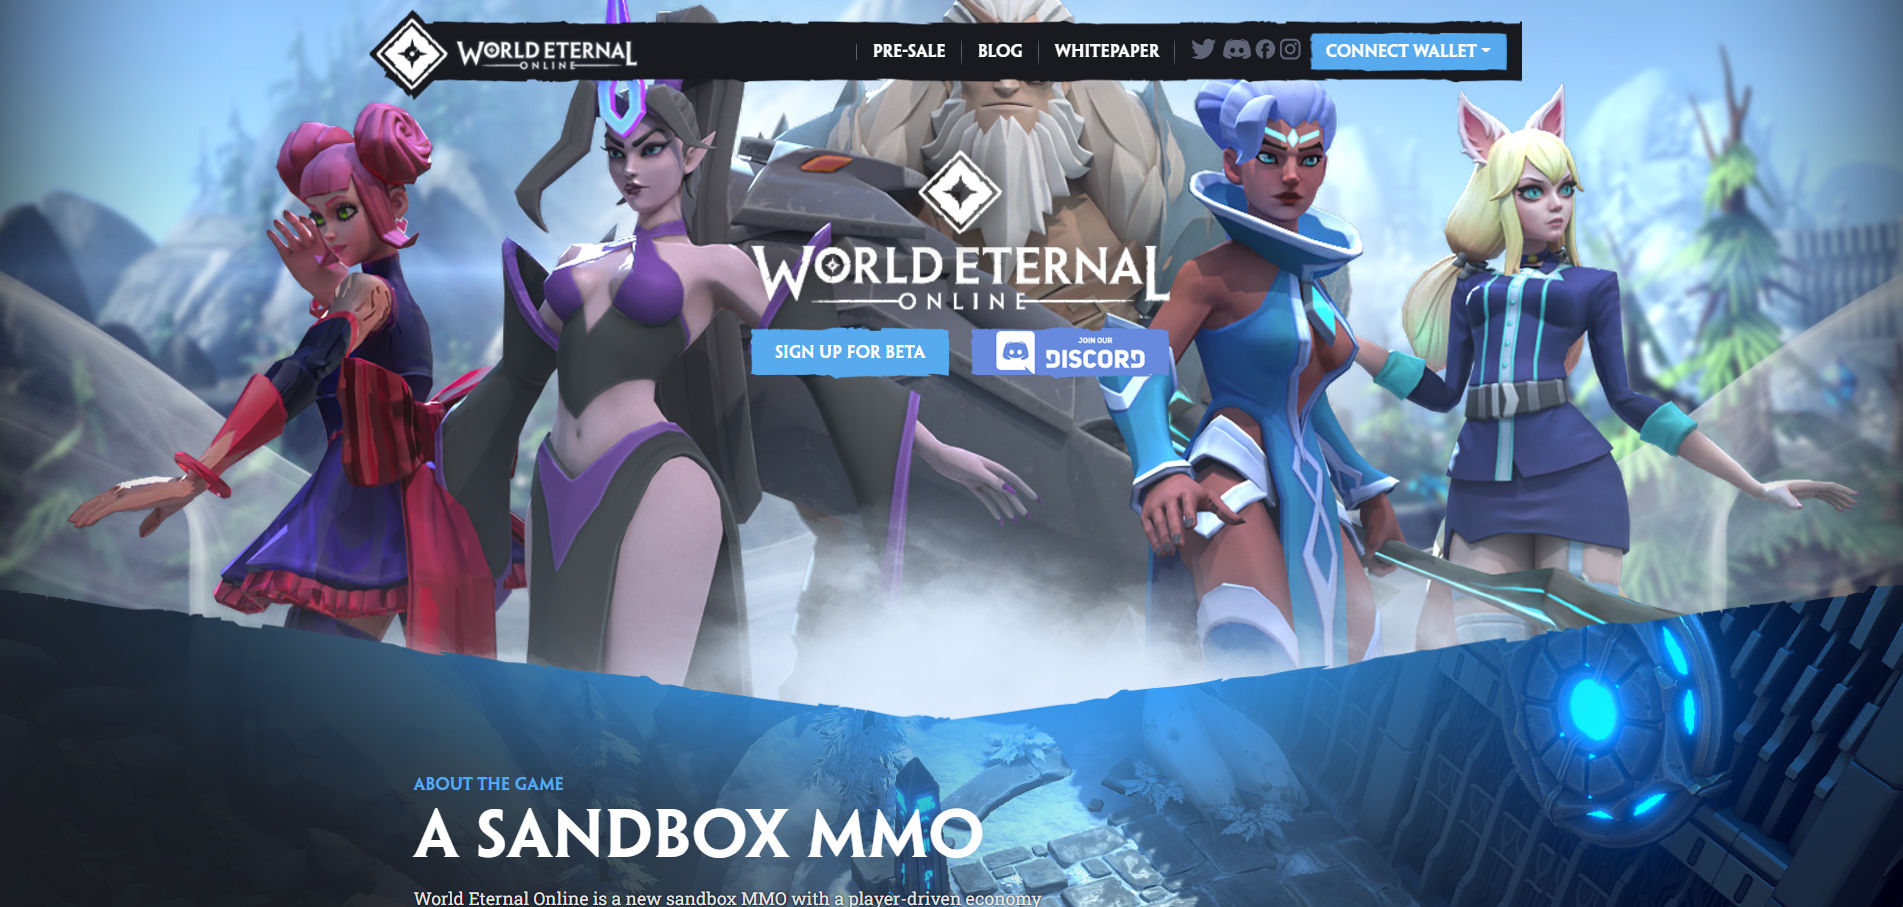 WORLD ETERNAL
ONLINE
PRE-SALE
BLOG
WHITEPAPER
CONNECT WALLET
WORLD ETERNAL
ONLINE
SIGN UP FOR BETA
JOIN OUR
DISCORD
ABOUT THE GAME
A SANDBOX MMO
World Eternal Online is a new sandbox MMO with a player-driven economy